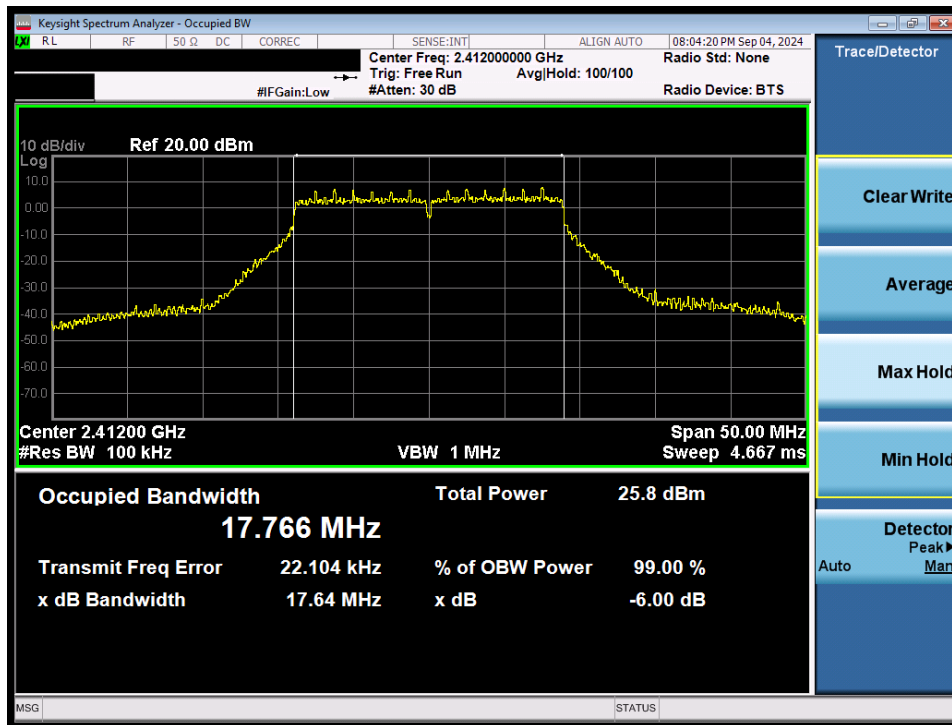 Keysight Spectrum Analyzer - Occupied BW
LXI RL RF 50 Ω DC CORREC SENSE:INT ALIGN AUTO 08:04:20 PM Sep 04, 2024
Center Freq: 2.412000000 GHz Radio Std: None
Trig: Free Run Avg|Hold: 100/100
#IFGain:Low #Atten: 30 dB Radio Device: BTS
10 dB/div Ref 20.00 dBm
Log
10.0
0.00
-10.0
-20.0
-30.0
-40.0
-50.0
-60.0
-70.0
Center 2.41200 GHz Span 50.00 MHz
#Res BW 100 kHz VBW 1 MHz Sweep 4.667 ms
Occupied Bandwidth Total Power 25.8 dBm
17.766 MHz
Transmit Freq Error 22.104 kHz % of OBW Power 99.00 %
x dB Bandwidth 17.64 MHz x dB -6.00 dB
MSG STATUS
Trace/Detector
Clear Write
Average
Max Hold
Min Hold
Detector
Peak
Auto Man